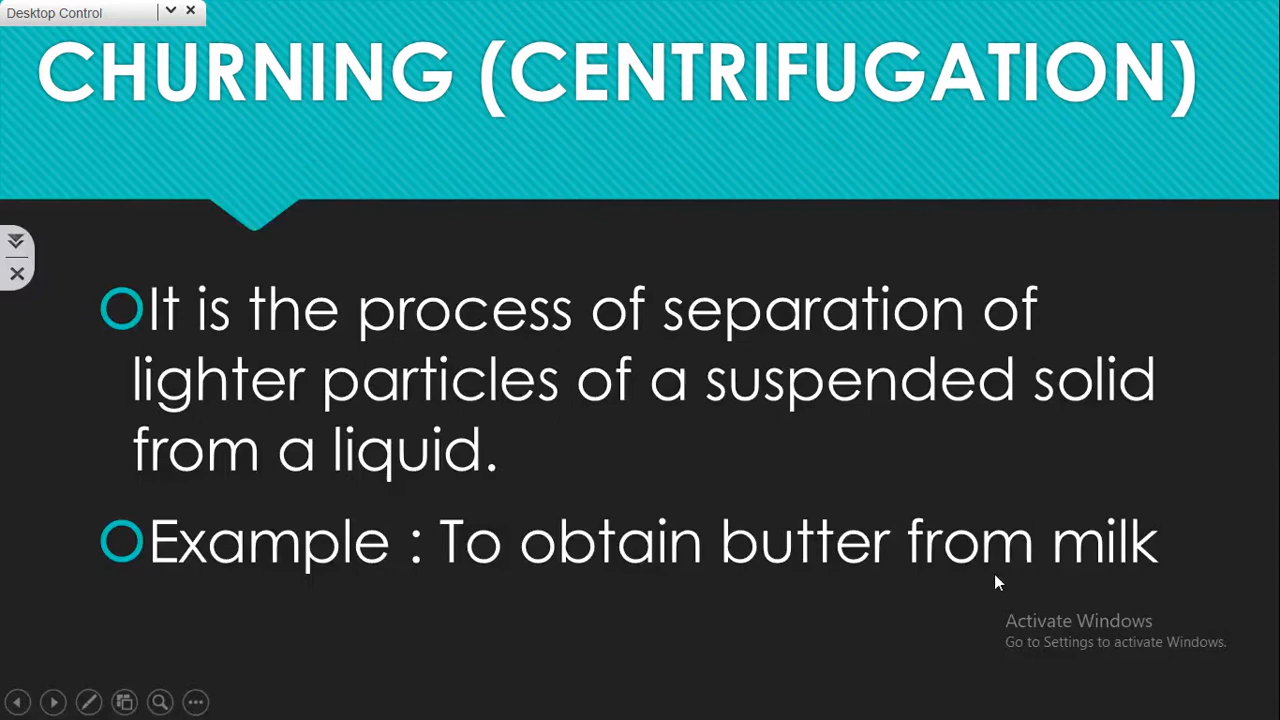 Desktop Control
CHURNING (CENTRIFUGATION)
It is the process of separation of
lighter particles of a suspended solid
from a liquid.
Example : To obtain butter from milk
Activate Windows
Go to Settings to activate Windows.